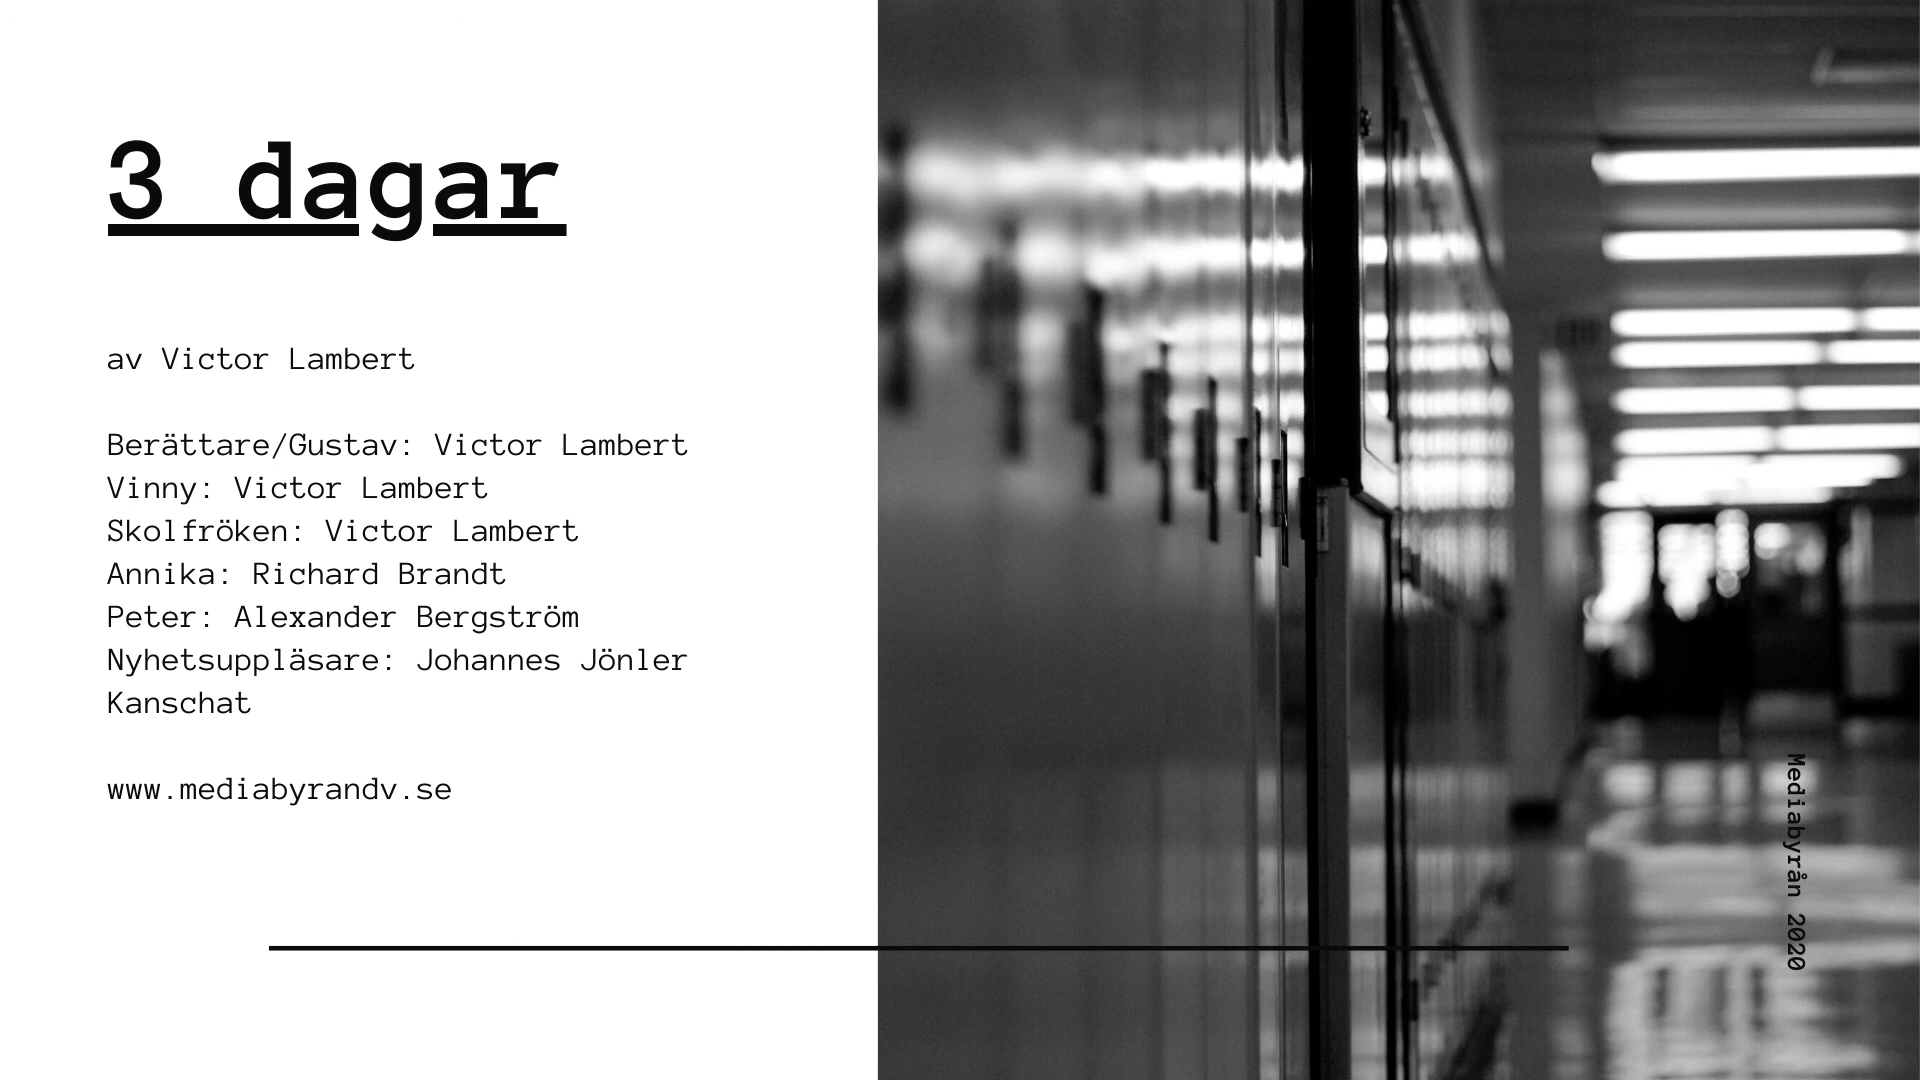 3 dagar
av Victor Lambert
Berättare/Gustav: Victor Lambert
Vinny: Victor Lambert
Skolfröken: Victor Lambert
Annika: Richard Brandt
Peter: Alexander Bergström
Nyhetsuppläsare: Johannes Jönler
Kanschat
www.mediabyrandv.se
Mediabyrån 2020